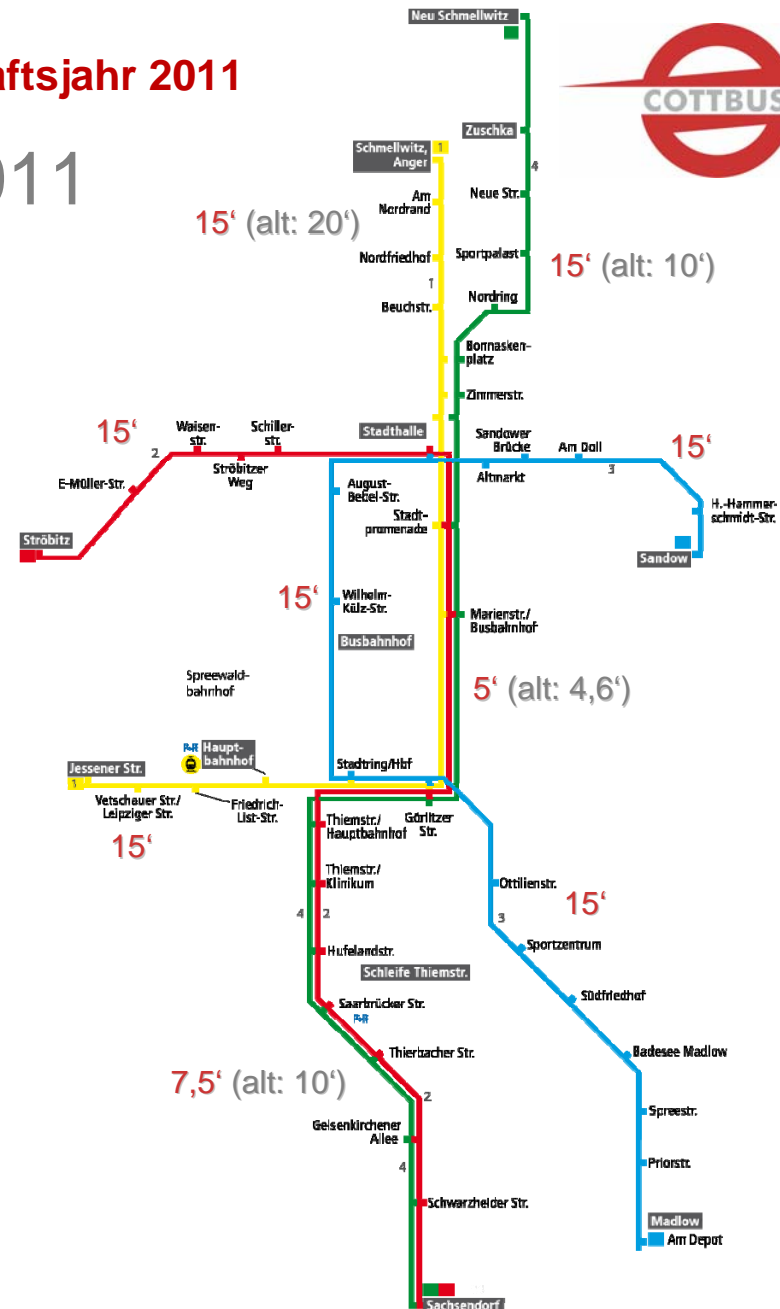 Neu Schmellwitz
aftsjahr 2011
COTTBUS
011
Zuschka
Schmellwitz,
Anger
1
4
Am
Nordrand
Neue Str.
15‘ (alt: 20‘)
Nordfriedhof
Sportpalast
15‘ (alt: 10‘)
1
Beuchstr.
Nordring
Bonnasken-
platz
Zimmerstr.
15‘
Waisen-
str.
Schiller-
str.
Stadthalle
Sandower
Brücke
Am Doll
15‘
2
Ströbitzer
Weg
Altmarkt
3
E-Müller-Str.
August-
Bebel-Str.
H.-Hammer-
schmidt-Str.
Stadt-
promenade
Ströbitz
Sandow
15‘
Wilhelm-
Külz-Str.
Marienstr./
Busbahnhof
Busbahnhof
Spreewald-
bahnhof
5‘ (alt: 4,6‘)
P+R
Haupt-
bahnhof
Jessener Str.
1
Stadtring/Hbf
Vetschauer Str./
Leipziger Str.
Friedrich-
List-Str.
Thiemstr./
Hauptbahnhof
Görlitzer
Str.
15‘
Thiemstr./
Klinikum
Ottilienstr.
15‘
4
2
3
Hufelandstr.
Sportzentrum
Schleife Thiemstr.
Saarbrücker Str.
P+R
Südfriedhof
Thierbacher Str.
Badesee Madlow
7,5‘ (alt: 10‘)
2
Gelsenkirchener
Allee
Spreestr.
4
Priorstr.
Schwarzheider Str.
Madlow
Am Depot
Sachsendorf